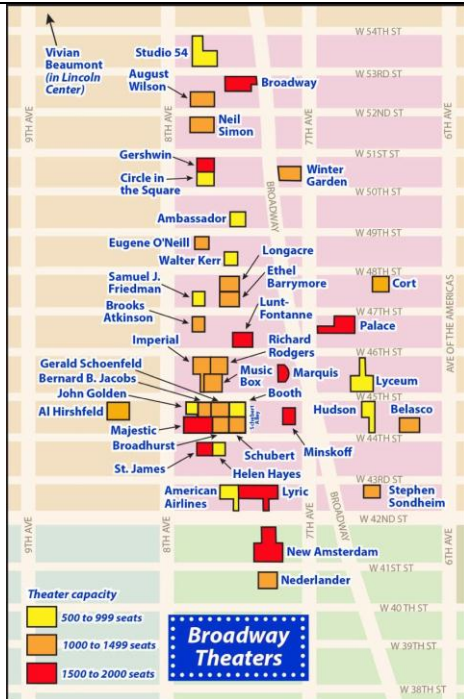 Vivian
Beaumont
(in Lincoln
Center)
Studio 54
W 54TH ST
August
Wilson
Broadway
W 53RD ST
Neil
Simon
W 52ND ST
9TH AVE
8TH AVE
7TH AVE
6TH AVE
Gershwin
W 51ST ST
Circle in
the Square
Winter
Garden
W 50TH ST
BROADWAY
Ambassador
W 49TH ST
Eugene O'Neill
Walter Kerr
Longacre
W 48TH ST
Samuel J.
Friedman
Ethel
Barrymore
Cort
Brooks
Atkinson
Lunt-
Fontanne
W 47TH ST
Palace
AVE OF THE AMERICAS
Imperial
Richard
Rodgers
W 46TH ST
Gerald Schoenfeld
Music
Box
Marquis
Lyceum
Bernard B. Jacobs
John Golden
Booth
W 45TH ST
Al Hirshfeld
Shubert
Alley
Hudson
Belasco
Majestic
Broadhurst
Schubert
Minskoff
W 44TH ST
St. James
Helen Hayes
W 43RD ST
American
Airlines
Lyric
Stephen
Sondheim
9TH AVE
8TH AVE
7TH AVE
BROADWAY
6TH AVE
W 42ND ST
New Amsterdam
W 41ST ST
Nederlander
Theater capacity
500 to 999 seats
1000 to 1499 seats
1500 to 2000 seats
Broadway
Theaters
W 40TH ST
W 39TH ST
W 38TH ST